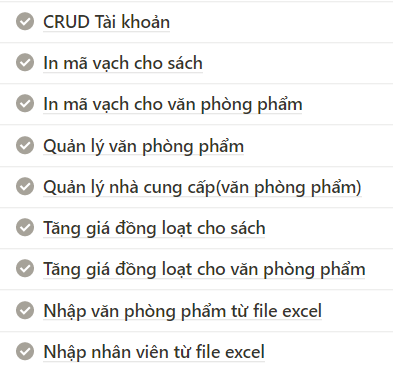 CRUD Tài khoản
In mã vạch cho sách
In mã vạch cho văn phòng phẩm
Quản lý văn phòng phẩm
Quản lý nhà cung cấp(văn phòng phẩm)
Tăng giá đồng loạt cho sách
Tăng giá đồng loạt cho văn phòng phẩm
Nhập văn phòng phẩm từ file excel
Nhập nhân viên từ file excel